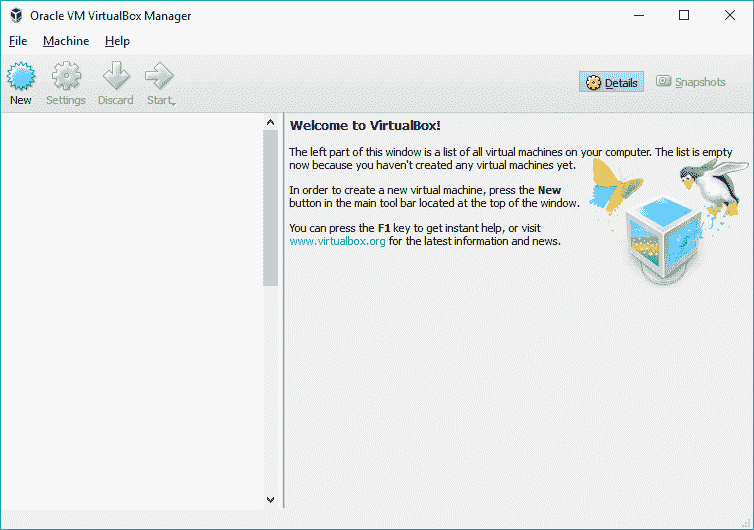 Oracle VM VirtualBox Manager
File Machine Help
New Settings Discard Start
Details Snapshots
Welcome to VirtualBox!
The left part of this window is a list of all virtual machines on your computer. The list is empty
now because you haven't created any virtual machines yet.
In order to create a new virtual machine, press the New
button in the main tool bar located at the top of the window.
You can press the F1 key to get instant help, or visit
www.virtualbox.org for the latest information and news.